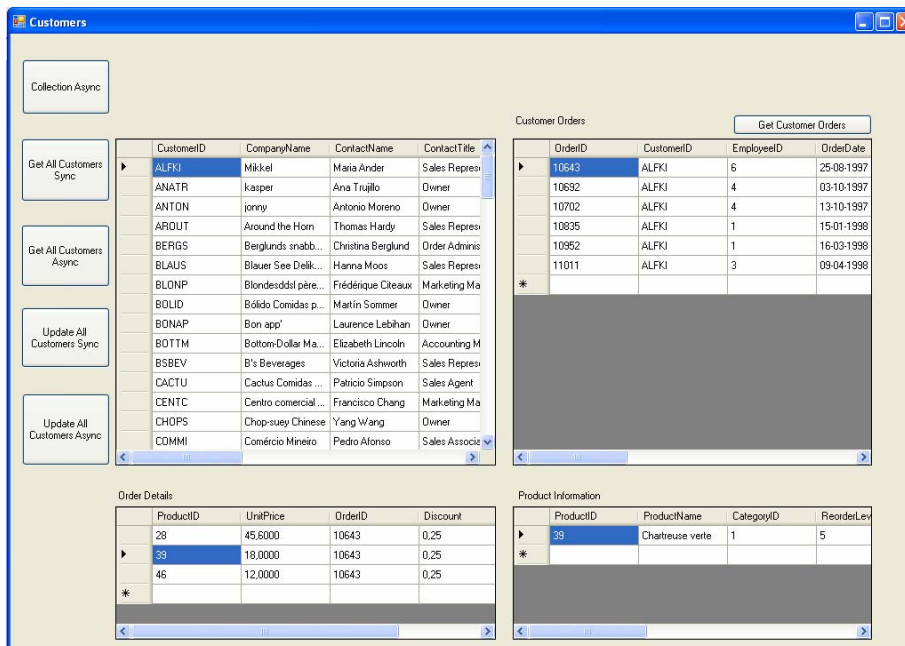 Customers
Collection Async
Get All Customers Sync
Get All Customers Async
Update All Customers Sync
Update All Customers Async
CustomerID CompanyName ContactName ContactTitle
ALFKI Mikkel Maria Ander Sales Repres
ANATR kasper Ana Trujillo Owner
ANTON jonny Antonio Moreno Owner
AROUT Around the Horn Thomas Hardy Sales Repres
BERGS Berglunds snabb... Christina Berglund Order Adminis
BLAUS Blauer See Delik... Hanna Moos Sales Repres
BLONP Blondesddsl père... Frédérique Citeaux Marketing Ma
BOLID Bólido Comidas p... Martín Sommer Owner
BONAP Bon app' Laurence Lebihan Owner
BOTTM Bottom-Dollar Ma... Elizabeth Lincoln Accounting M
BSBEV B's Beverages Victoria Ashworth Sales Repres
CACTU Cactus Comidas ... Patricio Simpson Sales Agent
CENTC Centro comercial ... Francisco Chang Marketing Ma
CHOPS Chop-suey Chinese Yang Wang Owner
COMMI Comércio Mineiro Pedro Afonso Sales Associa
Customer Orders
Get Customer Orders
OrderID CustomerID EmployeeID OrderDate
10643 ALFKI 6 25-08-1997
10692 ALFKI 4 03-10-1997
10702 ALFKI 4 13-10-1997
10835 ALFKI 1 15-01-1998
10952 ALFKI 1 16-03-1998
11011 ALFKI 3 09-04-1998
Order Details
ProductID UnitPrice OrderID Discount
28 45,6000 10643 0,25
39 18,0000 10643 0,25
46 12,0000 10643 0,25
Product Information
ProductID ProductName CategoryID ReorderLev
39 Chartreuse verte 1 5